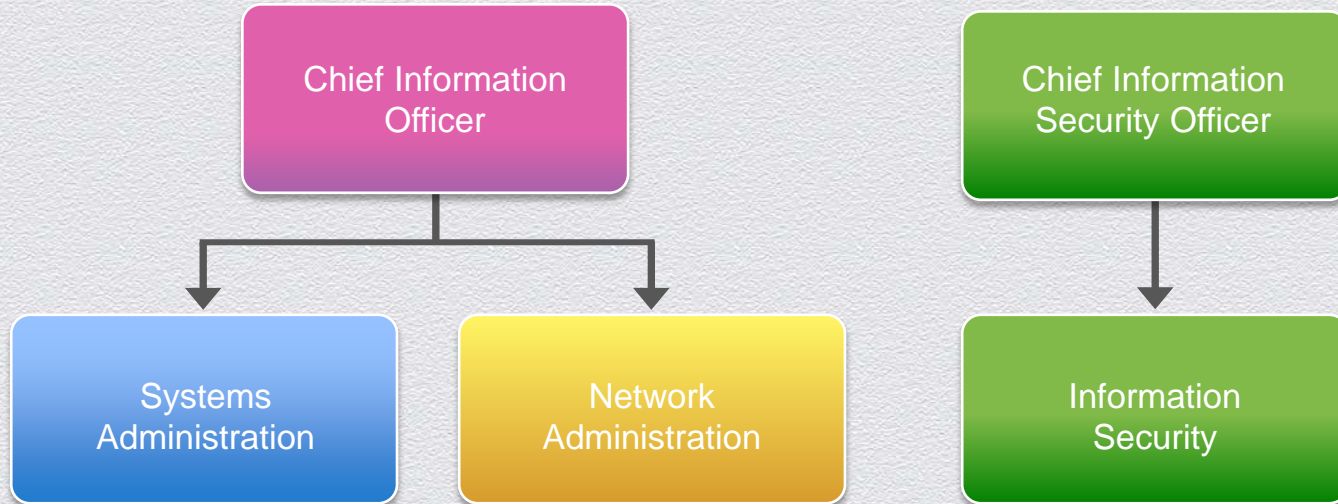 Chief Information
Officer
Chief Information
Security Officer
Systems
Administration
Network
Administration
Information
Security